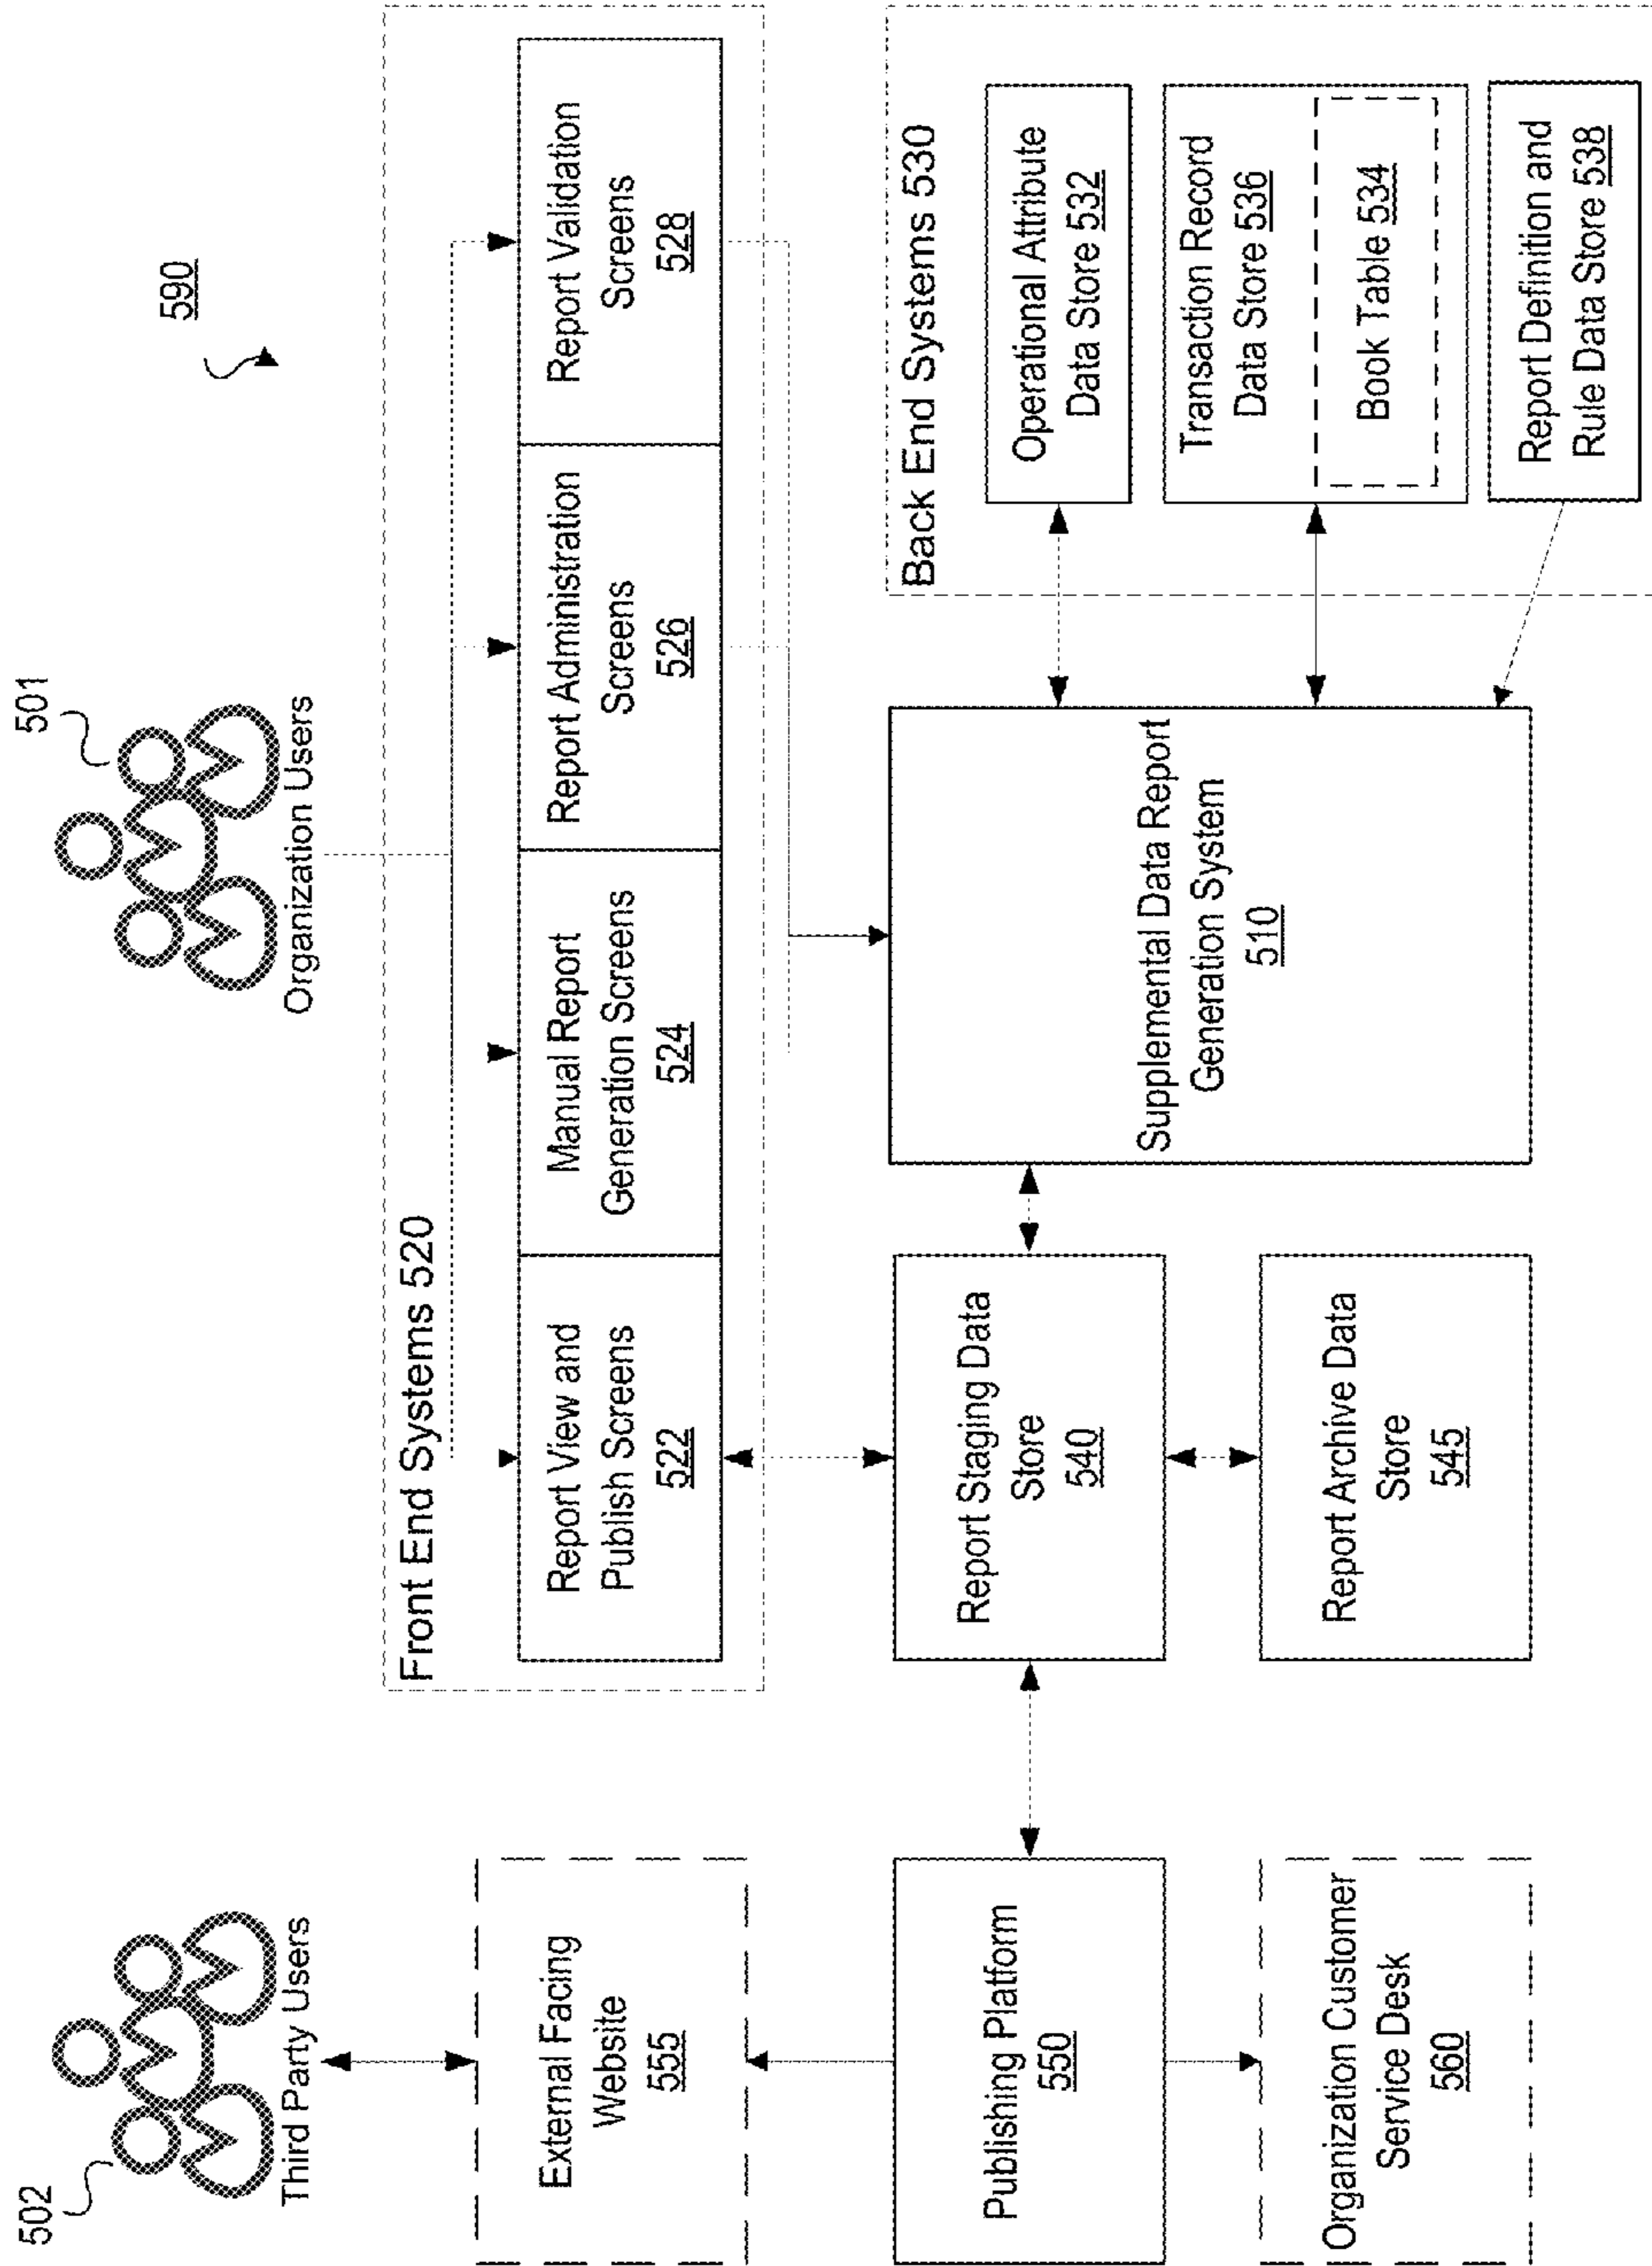 502
Third Party Users
501
Organization Users
590
External Facing
Website
555
Front End Systems 520
Report View and
Publish Screens
522
Manual Report
Generation Screens
524
Report Administration
Screens
526
Report Validation
Screens
528
Publishing Platform
550
Report Staging Data
Store
540
Supplemental Data Report
Generation System
510
Back End Systems 530
Operational Attribute
Data Store 532
Transaction Record
Data Store 536
Book Table 534
Report Definition and
Rule Data Store 538
Organization Customer
Service Desk
560
Report Archive Data
Store
545